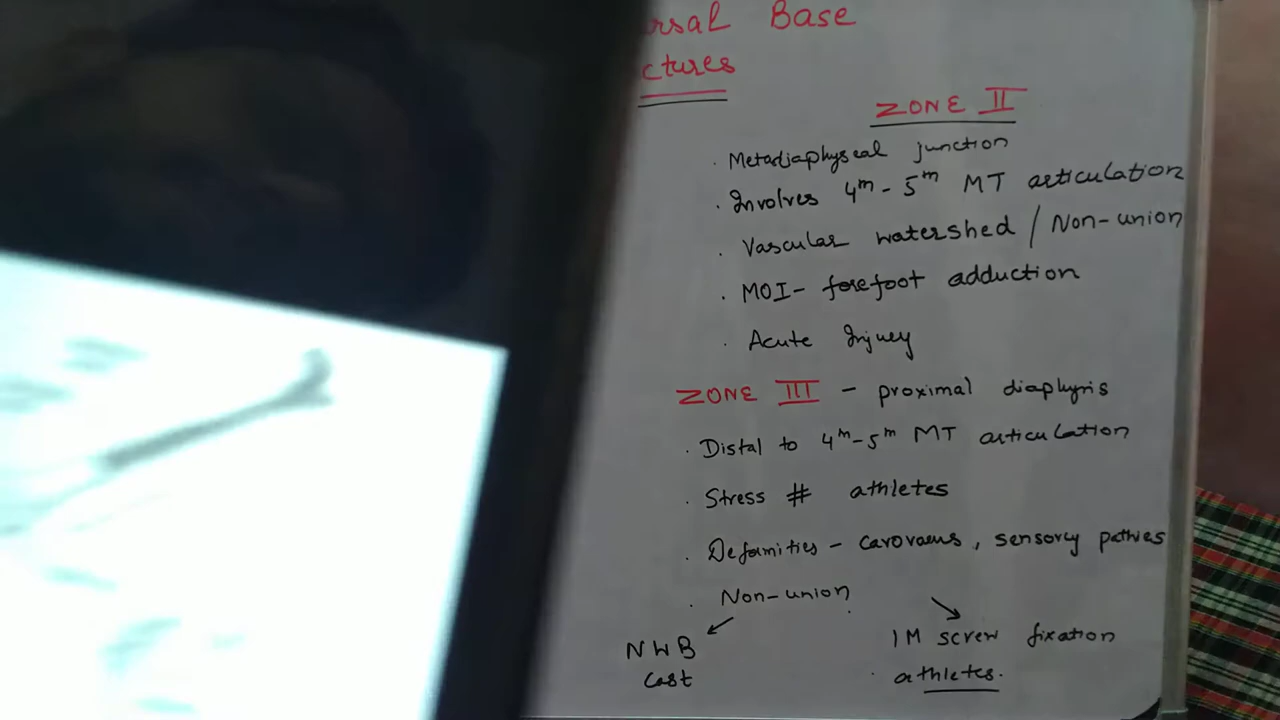 rsal Base
ctures
ZONE II
. Metadiaphyseal junction
. Involves 4th - 5th MT articulation
. Vascular watershed / Non-union
. MOI- forefoot adduction
. Acute Injury
ZONE III - proximal diaphysis
. Distal to 4th-5th MT articulation
. Stress # athletes
. Deformities - cavovarus, sensory pathies
. Non-union
NWB IM screw fixation
Cast . athletes.